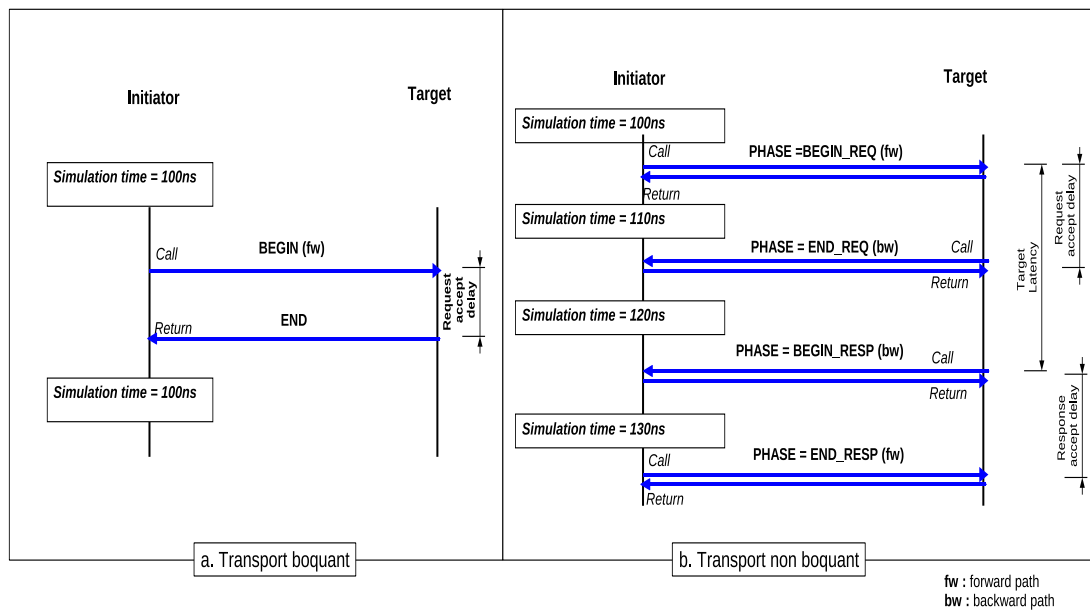 Initiator
Target
Simulation time = 100ns
Call
BEGIN (fw)
Request
accept
delay
Return
END
Simulation time = 100ns
a. Transport boquant
Initiator
Target
Simulation time = 100ns
Call
PHASE =BEGIN_REQ (fw)
Return
Request
accept delay
Simulation time = 110ns
PHASE = END_REQ (bw)
Call
Return
Target
Latency
Simulation time = 120ns
PHASE = BEGIN_RESP (bw)
Call
Return
Simulation time = 130ns
Response
accept delay
Call
PHASE = END_RESP (fw)
Return
b. Transport non boquant
fw : forward path
bw : backward path